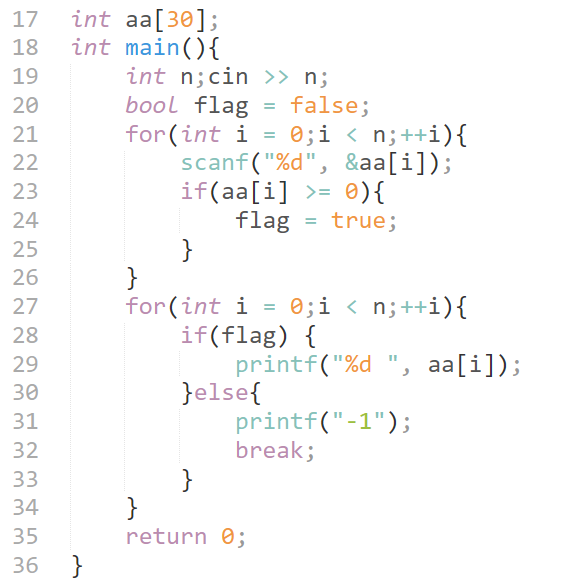 17 int aa[30];
18 int main(){
19     int n;cin >> n;
20     bool flag = false;
21     for(int i = 0;i < n;++i){
22         scanf("%d", &aa[i]);
23         if(aa[i] >= 0){
24             flag = true;
25         }
26     }
27     for(int i = 0;i < n;++i){
28         if(flag) {
29             printf("%d ", aa[i]);
30         }else{
31             printf("-1");
32             break;
33         }
34     }
35     return 0;
36 }